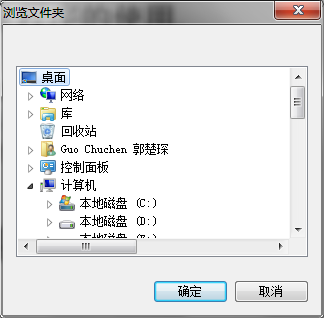 浏览文件夹
桌面
网络
库
回收站
Guo Chuchen 郭楚琛
控制面板
计算机
本地磁盘 (C:)
本地磁盘 (D:)
确定
取消